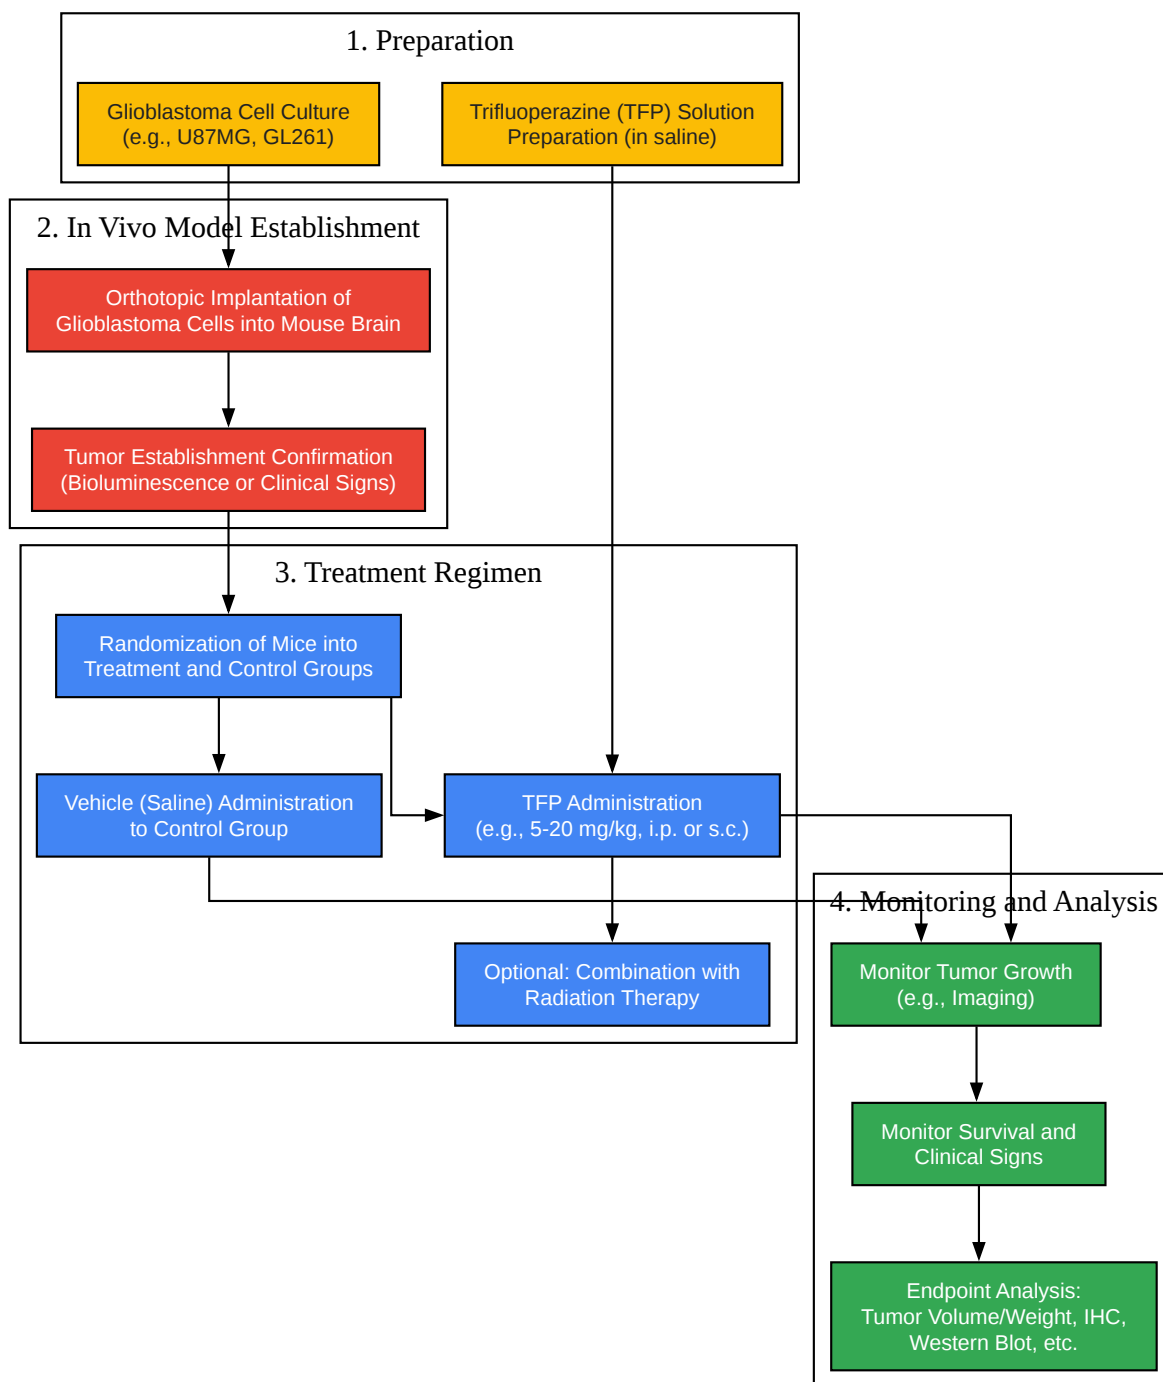 1. Preparation
Glioblastoma Cell Culture
(e.g., U87MG, GL261)
Trifluoperazine (TFP) Solution
Preparation (in saline)
2. In Vivo Model Establishment
Orthotopic Implantation of
Glioblastoma Cells into Mouse Brain
Tumor Establishment Confirmation
(Bioluminescence or Clinical Signs)
3. Treatment Regimen
Randomization of Mice into
Treatment and Control Groups
Vehicle (Saline) Administration
to Control Group
TFP Administration
(e.g., 5-20 mg/kg, i.p. or s.c.)
Optional: Combination with
Radiation Therapy
4. Monitoring and Analysis
Monitor Tumor Growth
(e.g., Imaging)
Monitor Survival and
Clinical Signs
Endpoint Analysis:
Tumor Volume/Weight, IHC,
Western Blot, etc.